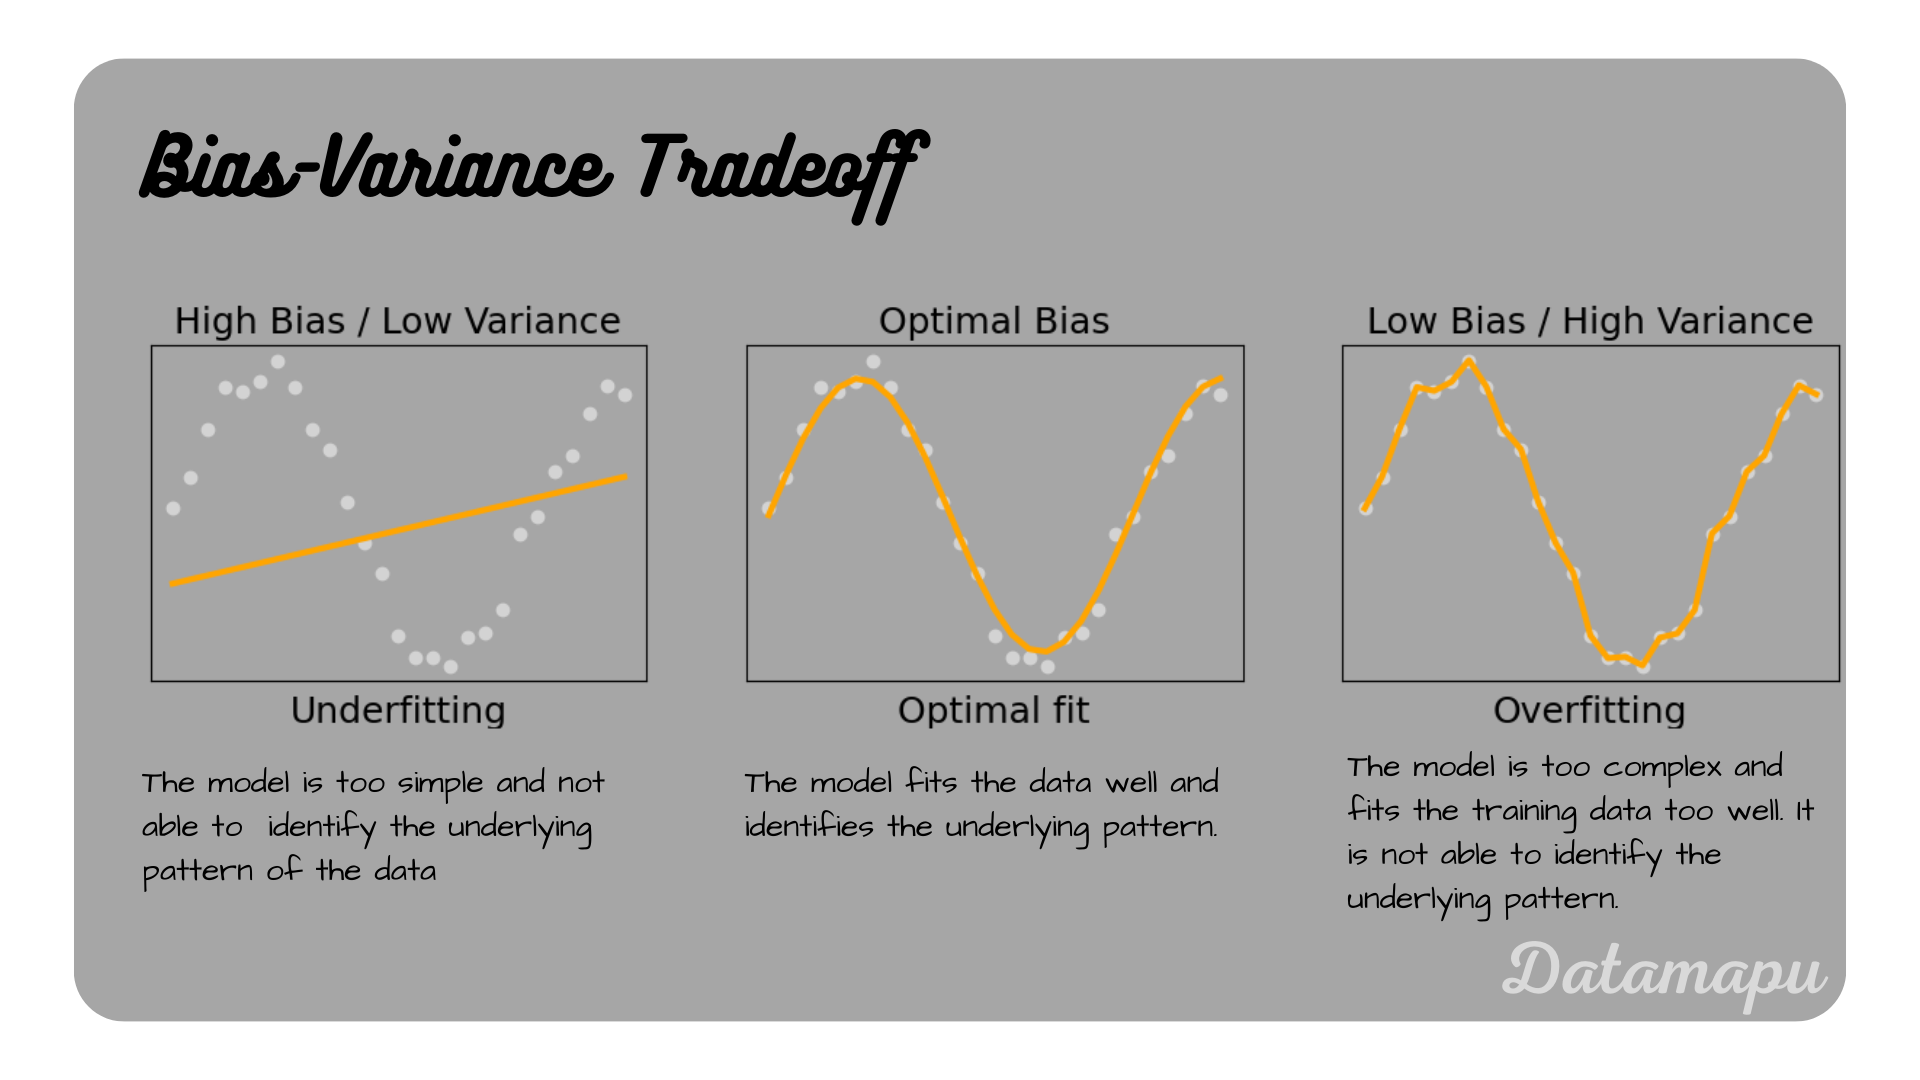 Bias-Variance Tradeoff
High Bias / Low Variance
Underfitting
The model is too simple and not
able to identify the underlying
pattern of the data
Optimal Bias
Optimal fit
The model fits the data well and
identifies the underlying pattern.
Low Bias / High Variance
Overfitting
The model is too complex and
fits the training data too well. It
is not able to identify the
underlying pattern.
Datamapu